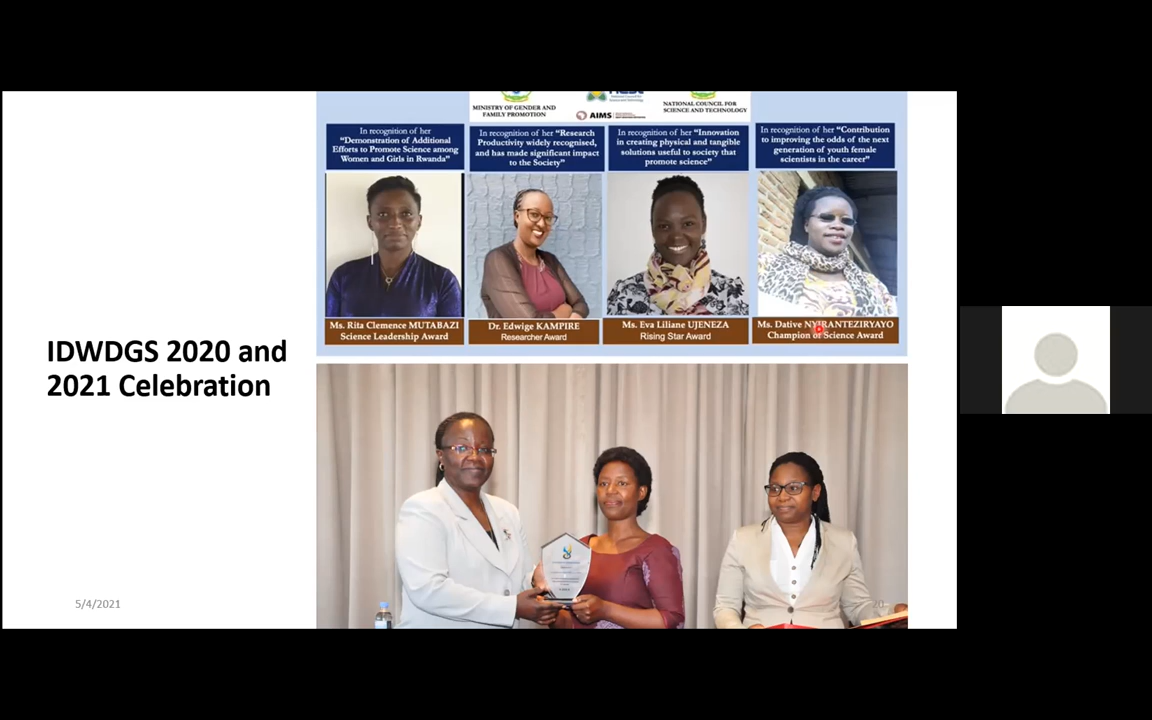 MINISTRY OF GENDER AND
FAMILY PROMOTION
AIMS
NATIONAL COUNCIL FOR
SCIENCE AND TECHNOLOGY
In recognition of her
"Demonstration of Additional
Efforts to Promote Science among
Women and Girls in Rwanda"
In recognition of her "Research
Productivity widely recognised,
and has made significant impact
to the Society"
In recognition of her "Innovation
in creating physical and tangible
solutions useful to society that
promote science"
In recognition of her "Contribution
to improving the odds of the next
generation of youth female
scientists in the career"
Ms. Rita Clemence MUTABAZI
Science Leadership Award
Dr. Edwige KAMPIRE
Researcher Award
Ms. Eva Liliane UJENEZA
Rising Star Award
Ms. Dative NYIRANTEZIRYAYO
Champion of Science Award
IDWDGS 2020 and
2021 Celebration
5/4/2021
20